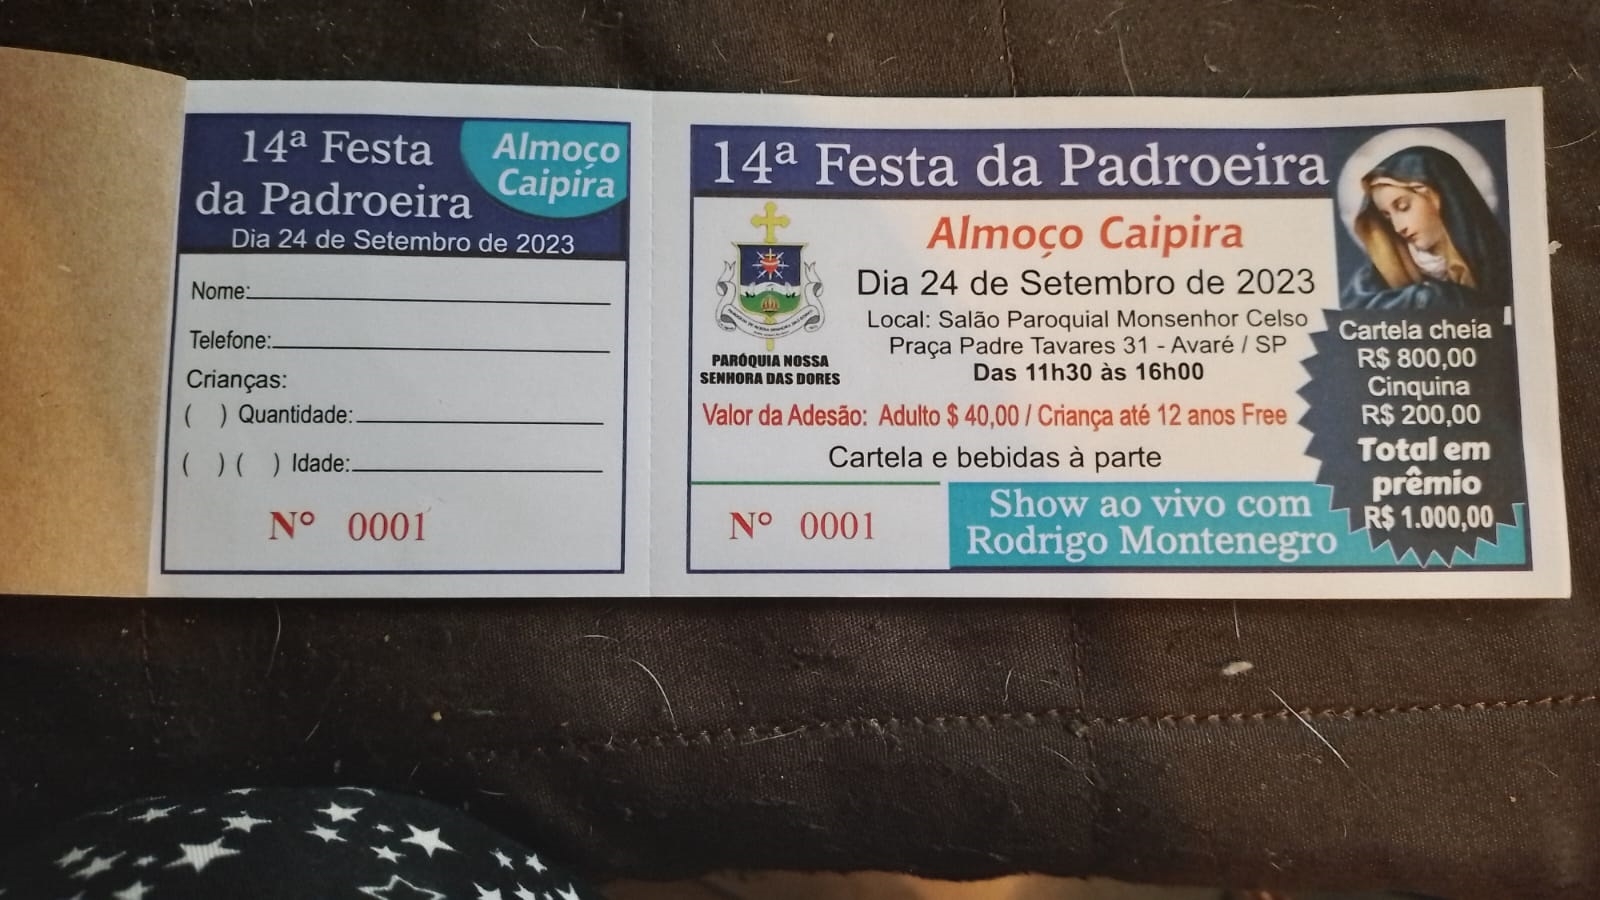 14ª Festa
da Padroeira
Almoço
Caipira
Dia 24 de Setembro de 2023
Nome:
Telefone:
Crianças:
( ) Quantidade:
( ) ( ) Idade:
Nº 0001
14ª Festa da Padroeira
Almoço Caipira
Dia 24 de Setembro de 2023
Local: Salão Paroquial Monsenhor Celso
Praça Padre Tavares 31 - Avaré / SP
Das 11h30 às 16h00
PARÓQUIA NOSSA
SENHORA DAS DORES
Valor da Adesão: Adulto $ 40,00 / Criança até 12 anos Free
Cartela e bebidas à parte
Nº 0001
Show ao vivo com
Rodrigo Montenegro
Cartela cheia
R$ 800,00
Cinquina
R$ 200,00
Total em
prêmio
R$ 1.000,00